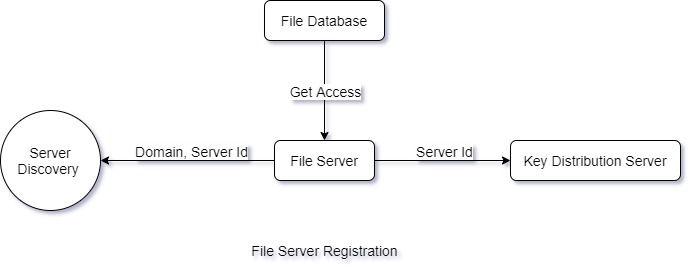 File Database
Get Access
Server
Discovery
Domain, Server Id
File Server
Server Id
Key Distribution Server
File Server Registration